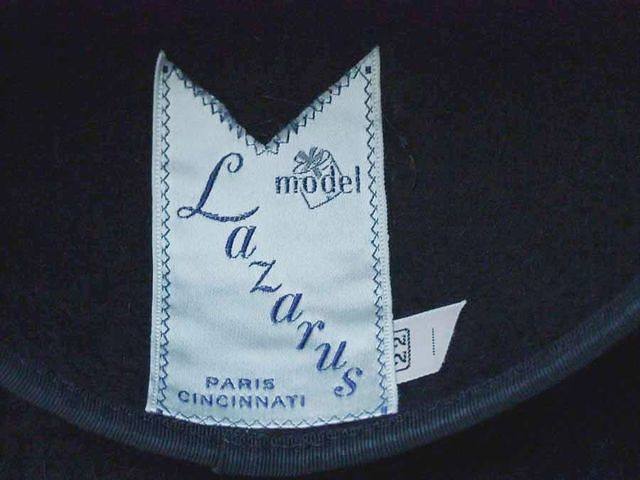 model
Lazarus
PARIS
CINCINNATI
22